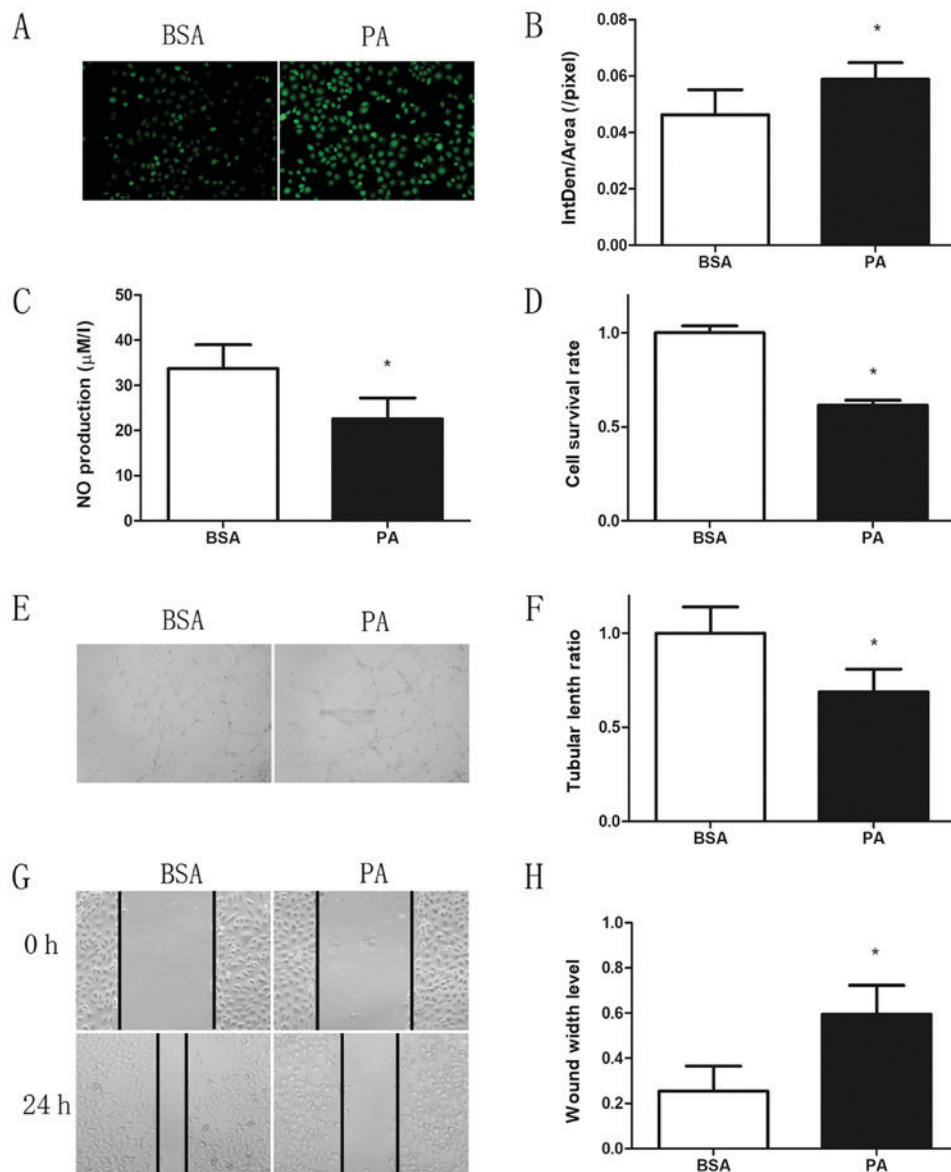 A
BSA PA
B
*
IntDen/Area (/pixel)
0.08
0.06
0.04
0.02
0.00
BSA PA
C
NO production (μM/l)
50
40
30
20
10
0
*
BSA PA
D
Cell survival rate
1.0
0.5
0.0
*
BSA PA
E
BSA PA
F
Tubular lenth ratio
1.0
0.5
0.0
*
BSA PA
G
BSA PA
0 h
24 h
H
Wound width level
1.0
0.8
0.6
0.4
0.2
0.0
*
BSA PA